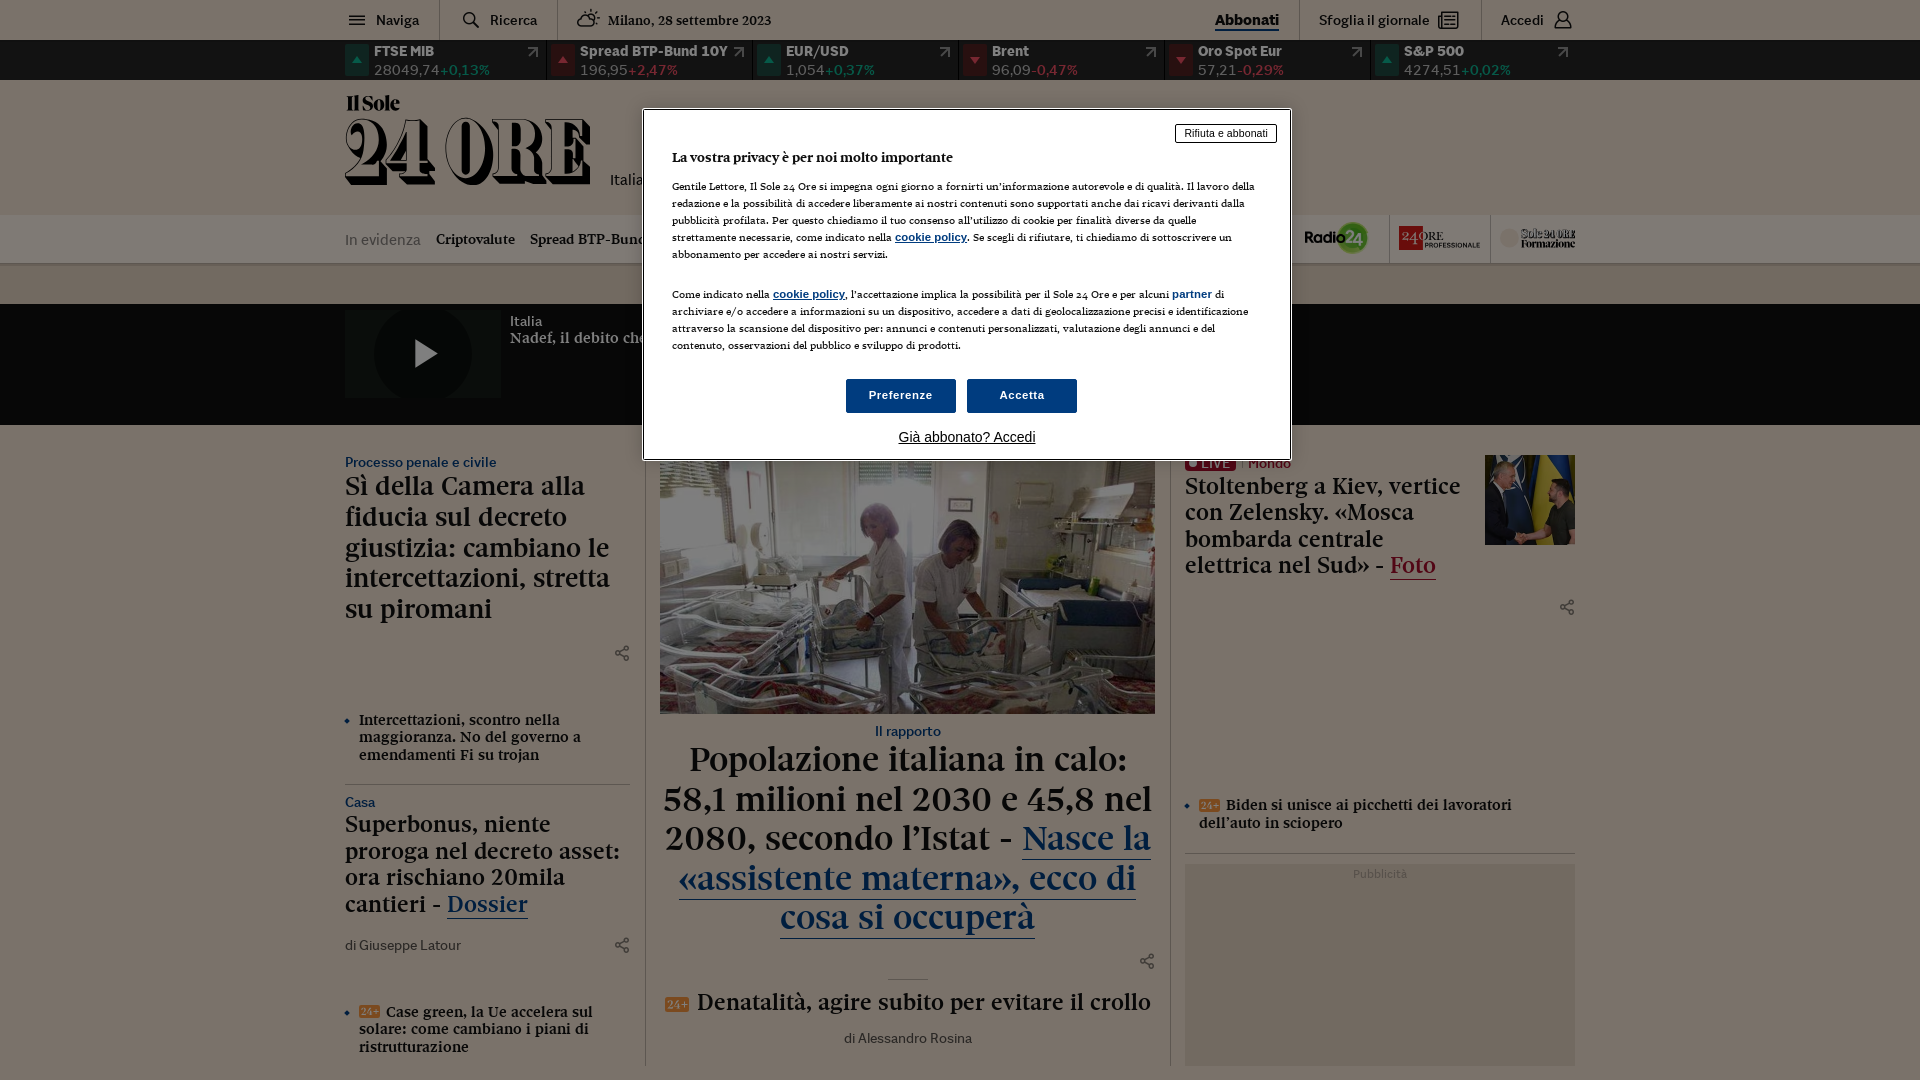 Naviga
Ricerca
Milano, 28 settembre 2023
Abbonati
Sfoglia il giornale
Accedi
FTSE MIB
28049,74+0,13%
Spread BTP-Bund 10Y
196,95+2,47%
EUR/USD
1,054+0,37%
Brent
96,09-0,47%
Oro Spot Eur
57,21-0,29%
S&P 500
4274,51+0,02%
Il Sole
24 ORE
Italia
In evidenza
Criptovalute
Spread BTP-Bund
Radio24
24ORE
PROFESSIONALE
Sole 24 ORE
Formazione
Rifiuta e abbonati
La vostra privacy è per noi molto importante
Gentile Lettore, Il Sole 24 Ore si impegna ogni giorno a fornirti un'informazione autorevole e di qualità. Il lavoro della
redazione e la possibilità di accedere liberamente ai nostri contenuti sono supportati anche dai ricavi derivanti dalla
pubblicità profilata. Per questo chiediamo il tuo consenso all'utilizzo di cookie per finalità diverse da quelle
strettamente necessarie, come indicato nella cookie policy. Se scegli di rifiutare, ti chiediamo di sottoscrivere un
abbonamento per accedere ai nostri servizi.
Come indicato nella cookie policy, l'accettazione implica la possibilità per il Sole 24 Ore e per alcuni partner di
archiviare e/o accedere a informazioni su un dispositivo, accedere a dati di geolocalizzazione precisi e identificazione
attraverso la scansione del dispositivo per: annunci e contenuti personalizzati, valutazione degli annunci e del
contenuto, osservazioni del pubblico e sviluppo di prodotti.
Preferenze
Accetta
Già abbonato? Accedi
Italia
Nadef, il debito che
Processo penale e civile
Sì della Camera alla
fiducia sul decreto
giustizia: cambiano le
intercettazioni, stretta
su piromani
Intercettazioni, scontro nella
maggioranza. No del governo a
emendamenti Fi su trojan
Casa
Superbonus, niente
proroga nel decreto asset:
ora rischiano 20mila
cantieri - Dossier
di Giuseppe Latour
24+ Case green, la Ue accelera sul
solare: come cambiano i piani di
ristrutturazione
Il rapporto
Popolazione italiana in calo:
58,1 milioni nel 2030 e 45,8 nel
2080, secondo l'Istat - Nasce la
«assistente materna», ecco di
cosa si occuperà
24+ Denatalità, agire subito per evitare il crollo
di Alessandro Rosina
LIVE Mondo
Stoltenberg a Kiev, vertice
con Zelensky. «Mosca
bombarda centrale
elettrica nel Sud» - Foto
24+ Biden si unisce ai picchetti dei lavoratori
dell'auto in sciopero
Pubblicità